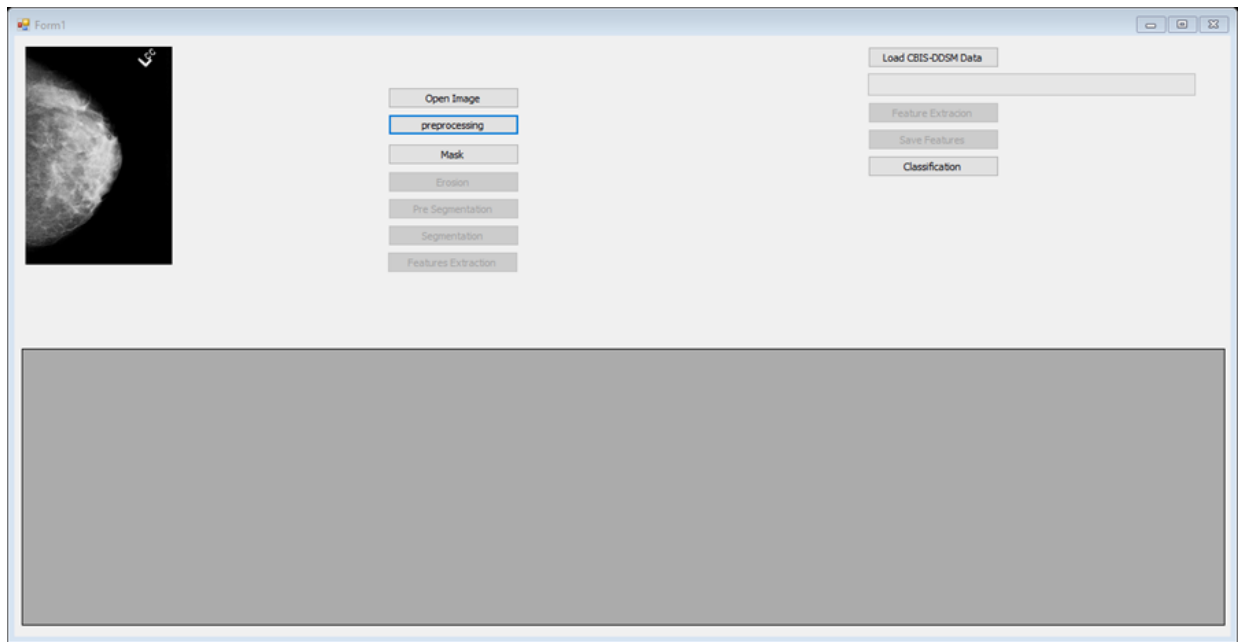 Form1
LCC
Open Image
preprocessing
Mask
Erosion
Pre Segmentation
Segmentation
Features Extraction
Load CBIS-DDSM Data
Feature Extracion
Save Features
Classification